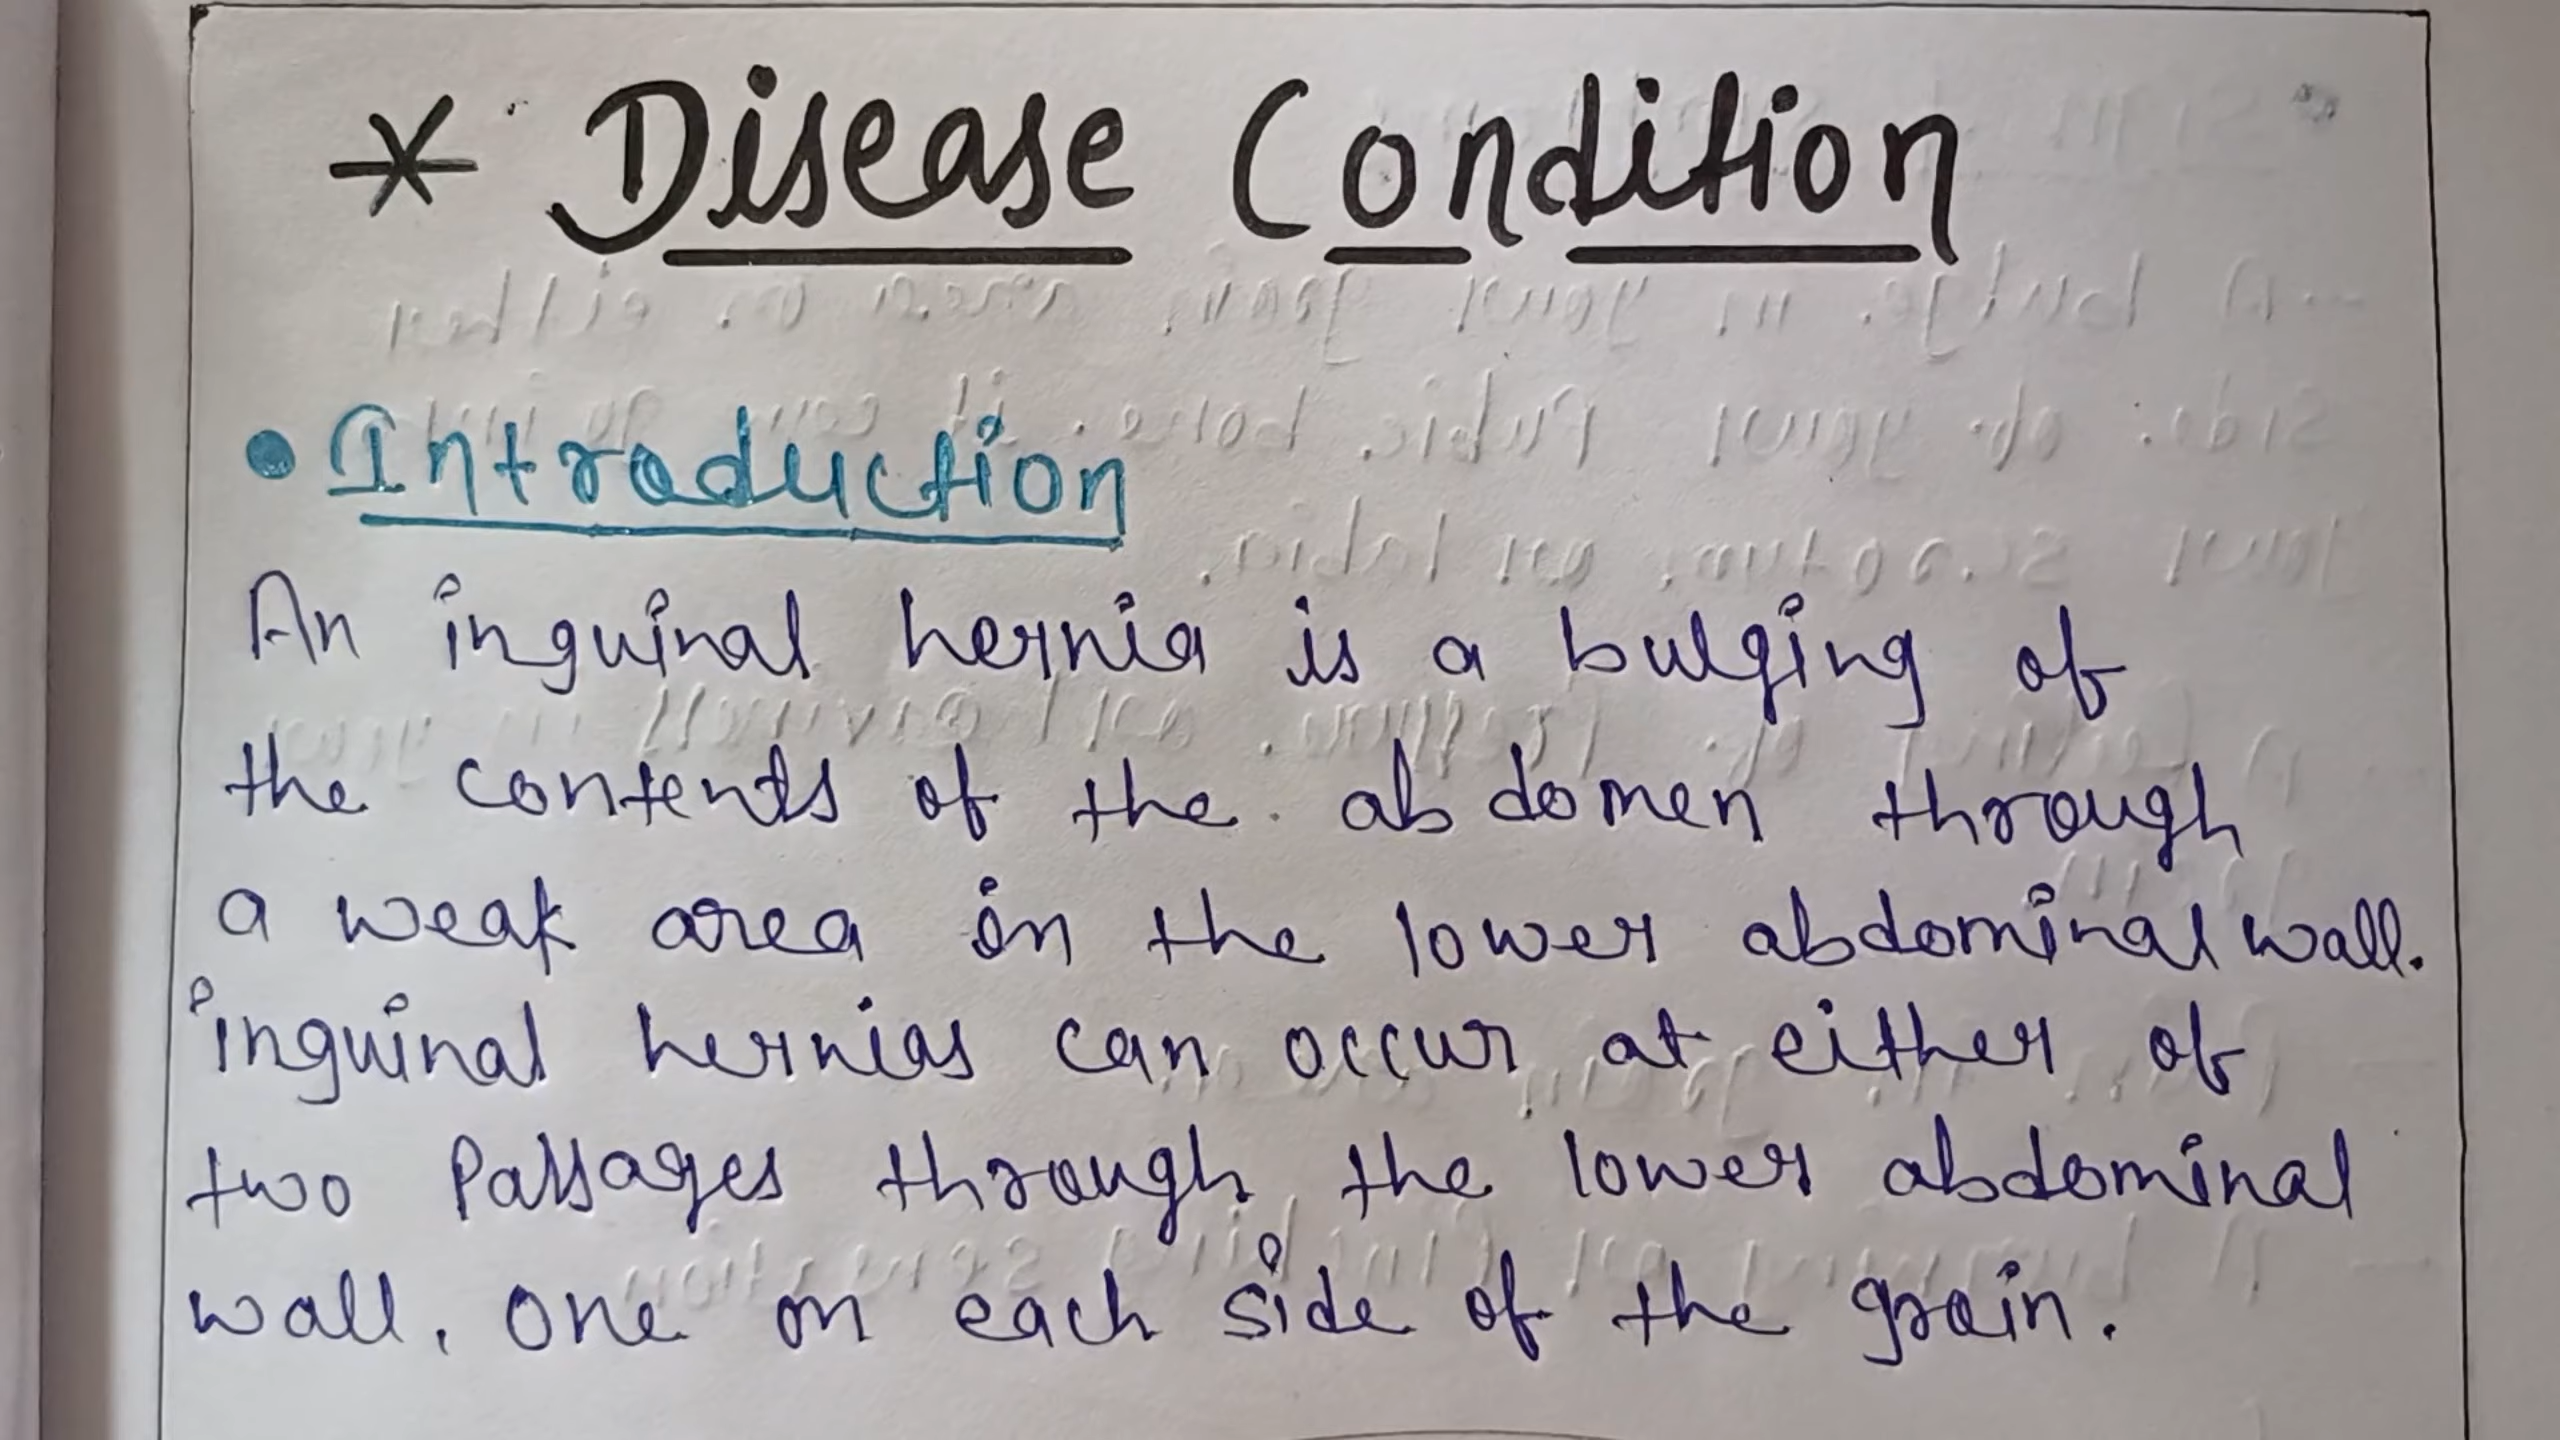 * Disease Condition
• Introduction
An inguinal hernia is a bulging of
the contents of the abdomen through
a weak area in the lower abdominal wall.
inguinal hernias can occur at either of
two Passages through the lower abdominal
wall, one on each side of the groin.